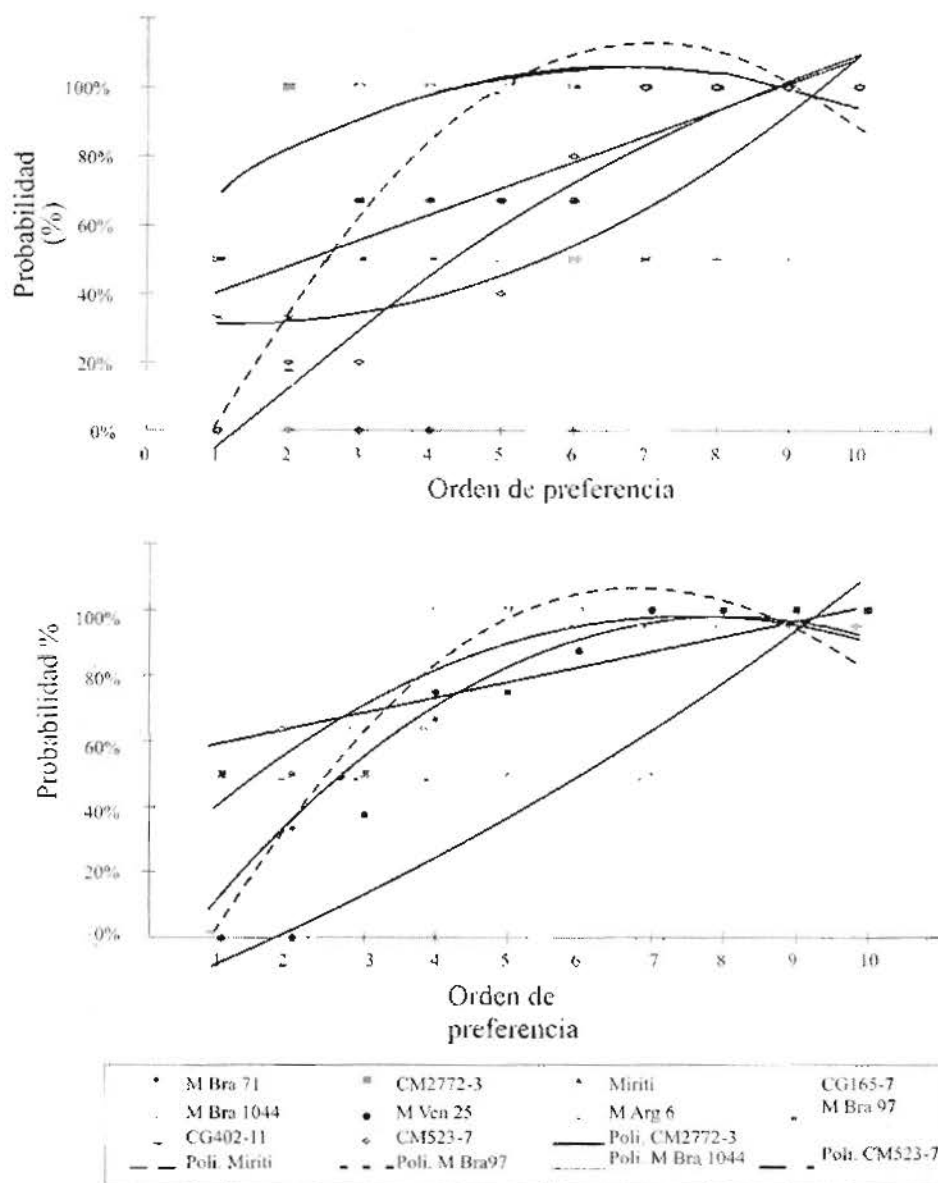 100%
80%
60%
40%
20%
0%
Probabilidad
(%)
0 1 2 3 4 5 6 7 8 9 10
Orden de preferencia
100%
80%
60%
40%
20%
0%
Probabilidad %
1 2 3 4 5 6 7 8 9 10
Orden de
preferencia
M Bra 71 CM2772-3 Miriti CG165-7
M Bra 1044 M Ven 25 M Arg 6 M Bra 97
CG402-11 CM523-7 Poli. CM2772-3
Poli. Miriti Poli. M Bra97 Poli. M Bra 1044 Poli. CM523-7